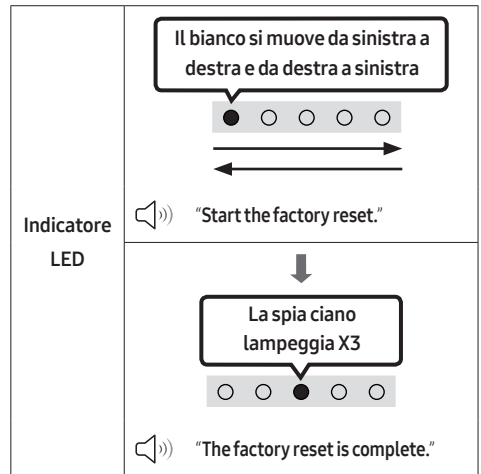 Il bianco si muove da sinistra a
destra e da destra a sinistra
"Start the factory reset."
Indicatore
LED
La spia ciano
lampeggia X3
"The factory reset is complete."